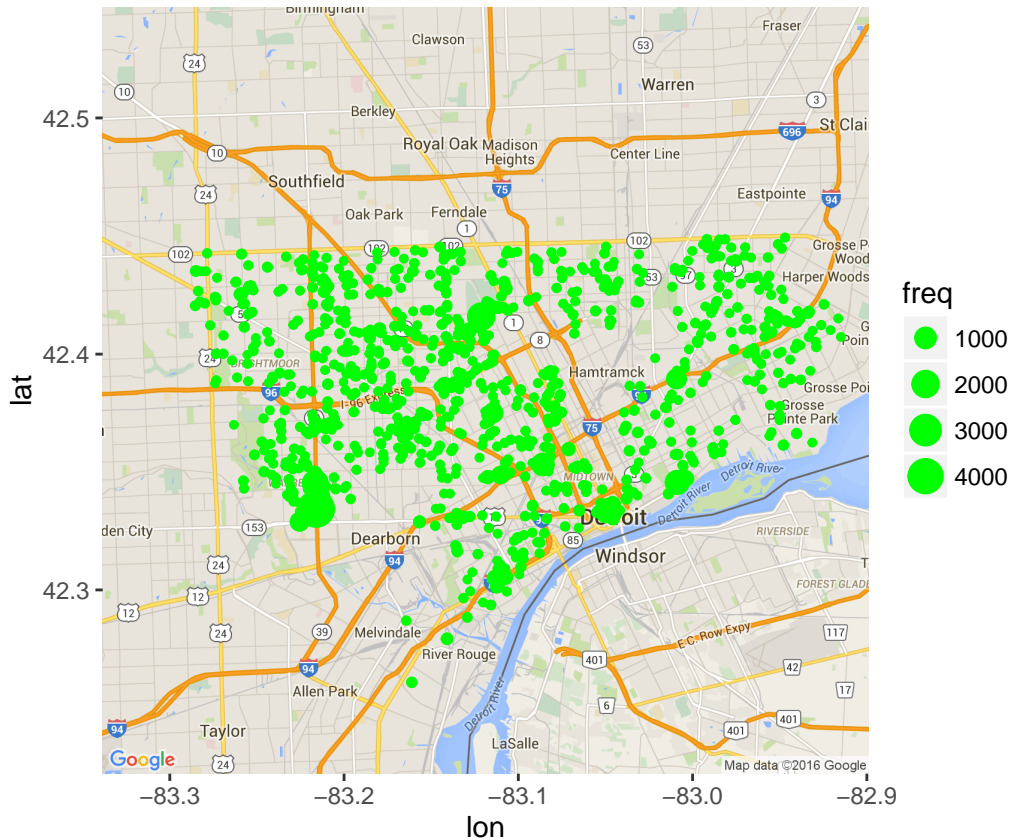 Birmingham
Fraser
Clawson
53
24
Warren
10
3
Berkley
42.5
696
St Clai
Royal Oak
Madison
Heights
10
Center Line
75
Southfield
Eastpointe
24
94
Oak Park
Ferndale
1
102
102
102
102
Grosse P
Wood
53
97
3
Harper Woods
freq
5
1
1000
G
Poin
42.4
24
8
BRIGHTMOOR
Hamtramck
2000
96
I-96 Express
Grosse Poi
lat
Grosse
Pointe Park
75
3000
MIDTOWN
Detroit River
4000
Detroit River
Detroit
den City
153
RIVERSIDE
Dearborn
85
Windsor
94
42.3
FOREST GLADE
12
12
T
24
39
Melvindale
117
E.C. Row Expy
River Rouge
401
94
42
Allen Park
17
6
Detroit River
401
94
Taylor
401
LaSalle
24
Google
Map data ©2016 Google
−83.3
−83.2
−83.1
−83.0
−82.9
lon